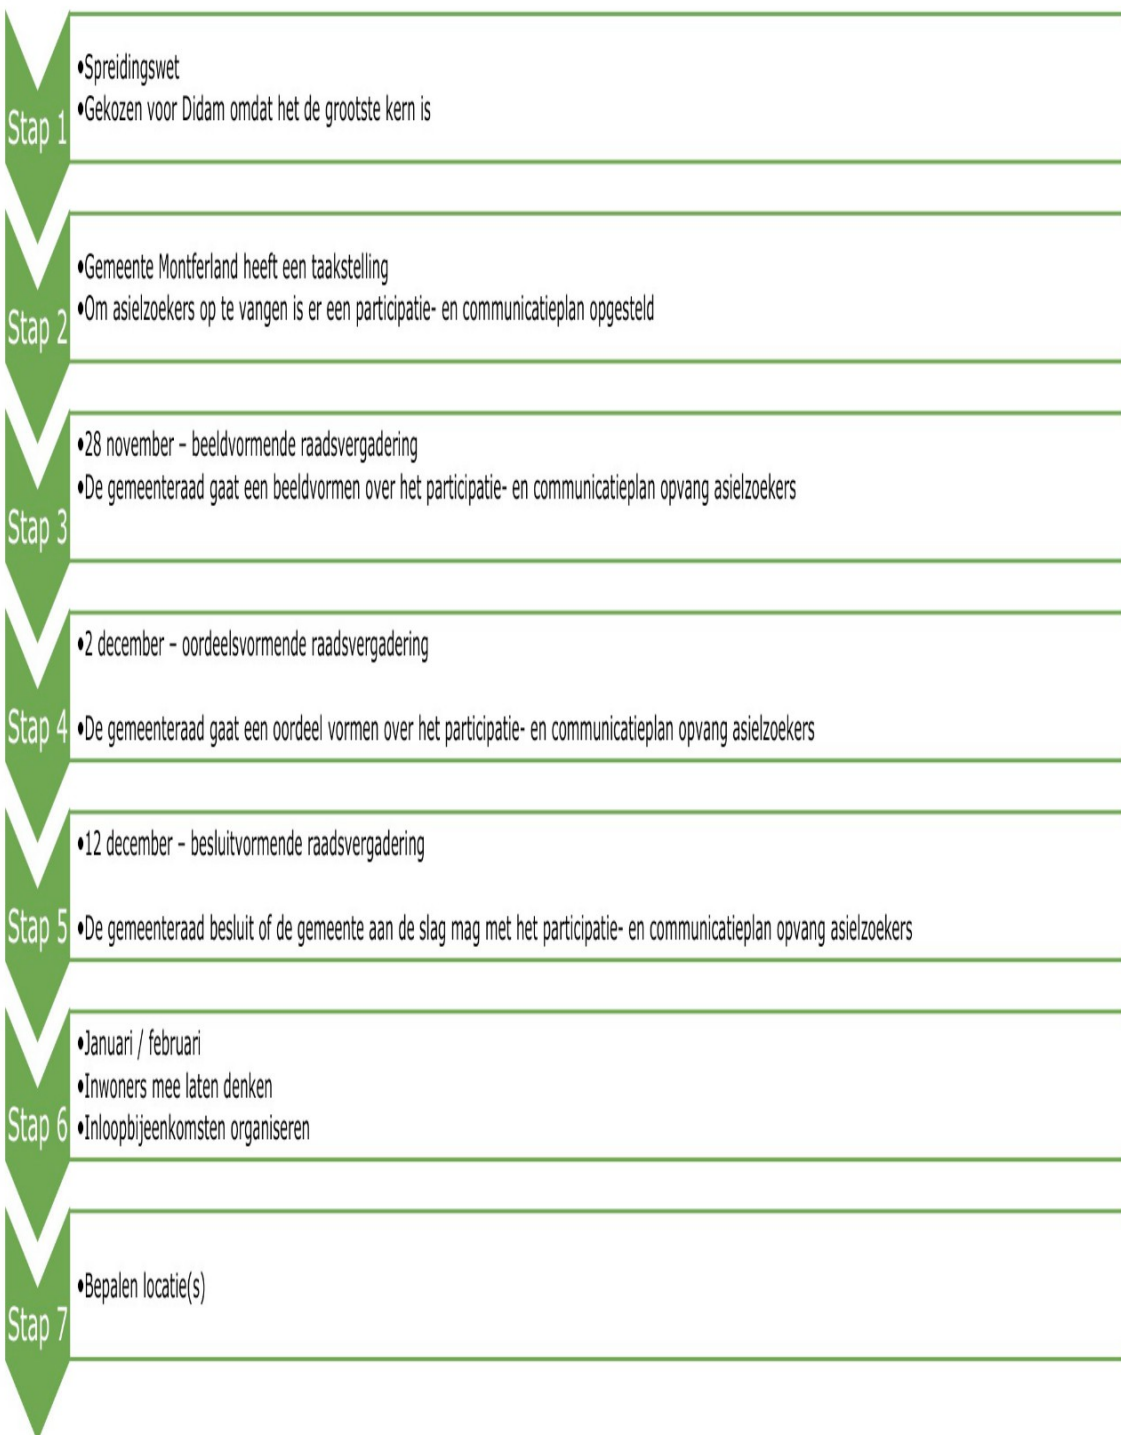 Stap 1
•Spreidingswet
•Gekozen voor Didam omdat het de grootste kern is
Stap 2
•Gemeente Montferland heeft een taakstelling
•Om asielzoekers op te vangen is er een participatie- en communicatieplan opgesteld
Stap 3
•28 november – beeldvormende raadsvergadering
•De gemeenteraad gaat een beeldvormen over het participatie- en communicatieplan opvang asielzoekers
Stap 4
•2 december – oordeelsvormende raadsvergadering
•De gemeenteraad gaat een oordeel vormen over het participatie- en communicatieplan opvang asielzoekers
Stap 5
•12 december – besluitvormende raadsvergadering
•De gemeenteraad besluit of de gemeente aan de slag mag met het participatie- en communicatieplan opvang asielzoekers
Stap 6
•Januari / februari
•Inwoners mee laten denken
•Inloopbijeenkomsten organiseren
Stap 7
•Bepalen locatie(s)